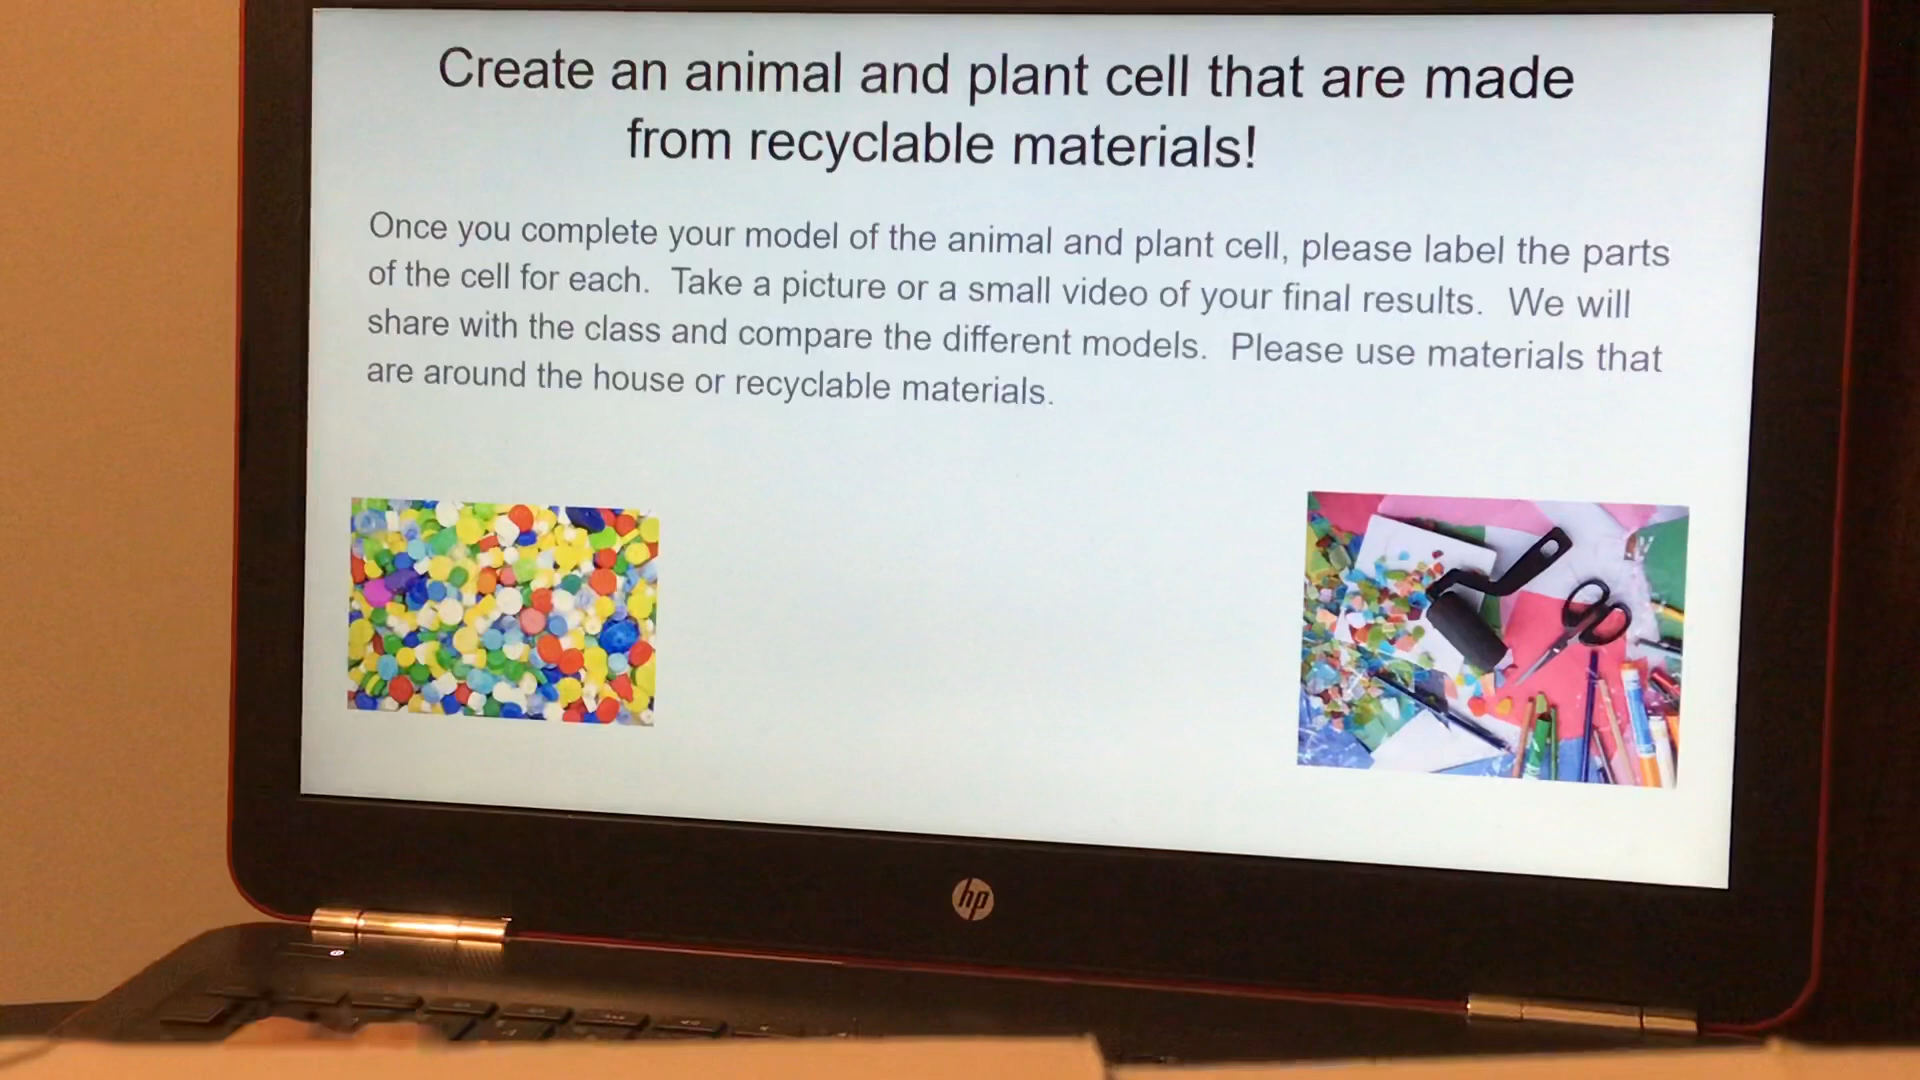 Create an animal and plant cell that are made
from recyclable materials!
Once you complete your model of the animal and plant cell, please label the parts
of the cell for each.  Take a picture or a small video of your final results.  We will
share with the class and compare the different models.  Please use materials that
are around the house or recyclable materials.
hp